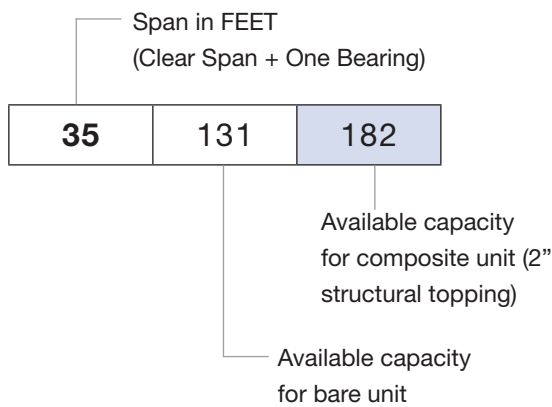 Span in FEET
(Clear Span + One Bearing)
35 131 182
Available capacity
for composite unit (2”
structural topping)
Available capacity
for bare unit